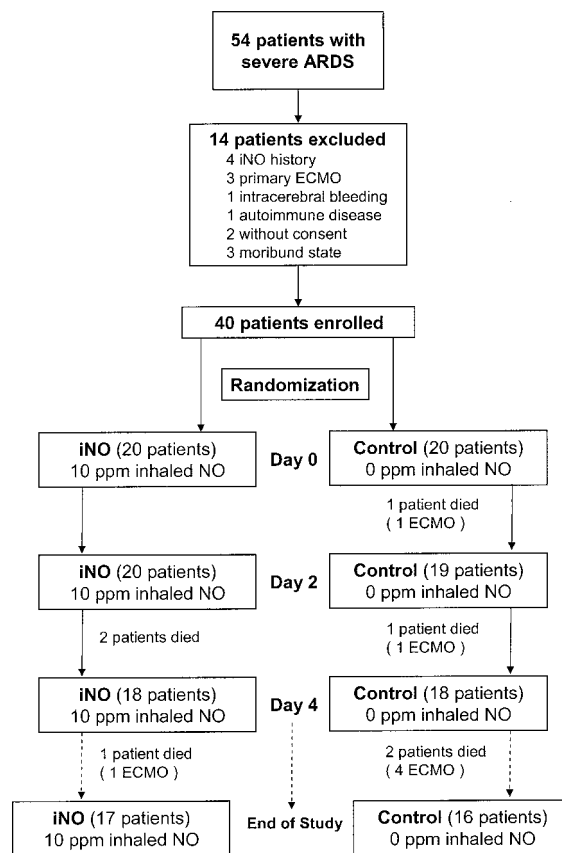 54 patients with
severe ARDS
14 patients excluded
4 iNO history
3 primary ECMO
1 intracerebral bleeding
1 autoimmune disease
2 without consent
3 moribund state
40 patients enrolled
Randomization
iNO (20 patients)
10 ppm inhaled NO
Day 0
Control (20 patients)
0 ppm inhaled NO
1 patient died
( 1 ECMO )
iNO (20 patients)
10 ppm inhaled NO
Day 2
Control (19 patients)
0 ppm inhaled NO
2 patients died
1 patient died
(1 ECMO )
iNO (18 patients)
10 ppm inhaled NO
Day 4
Control (18 patients)
0 ppm inhaled NO
1 patient died
( 1 ECMO )
2 patients died
( 4 ECMO )
iNO (17 patients)
10 ppm inhaled NO
End of Study
Control (16 patients)
0 ppm inhaled NO